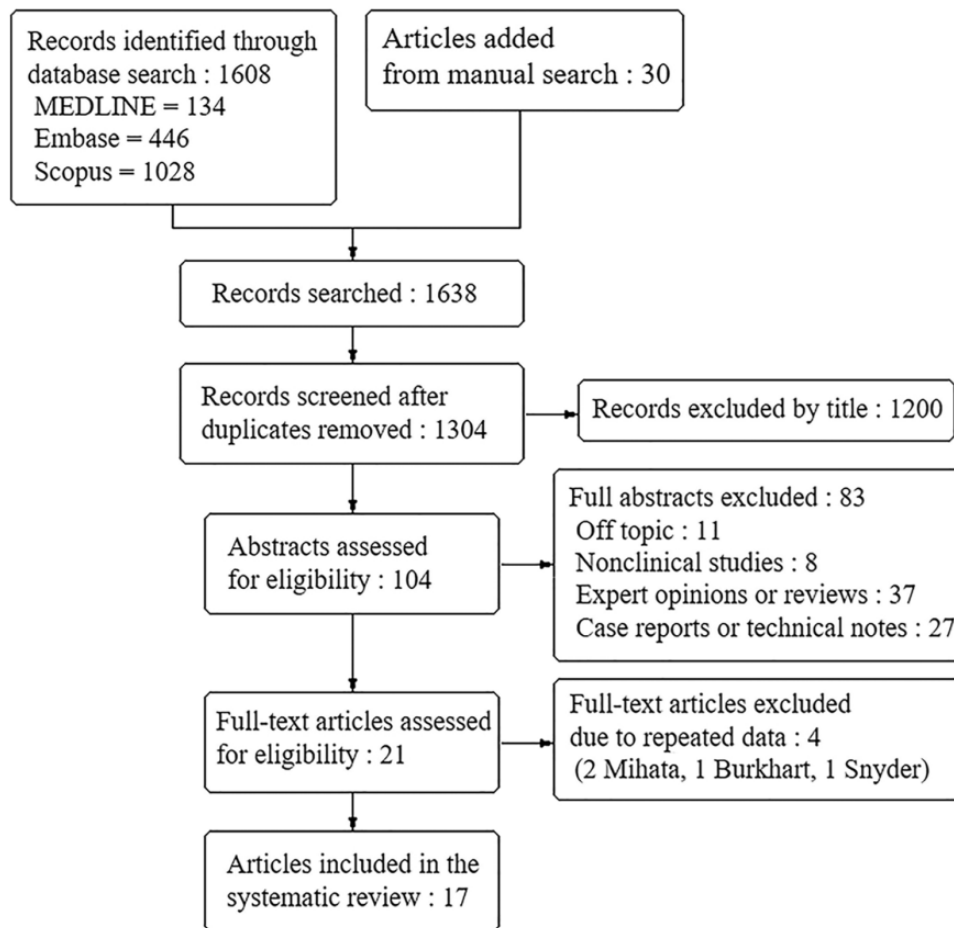 Records identified through
database search : 1608
MEDLINE = 134
Embase = 446
Scopus = 1028
Articles added
from manual search : 30
Records searched : 1638
Records screened after
duplicates removed : 1304
Records excluded by title : 1200
Abstracts assessed
for eligibility : 104
Full abstracts excluded : 83
Off topic : 11
Nonclinical studies : 8
Expert opinions or reviews : 37
Case reports or technical notes : 27
Full-text articles assessed
for eligibility : 21
Full-text articles excluded
due to repeated data : 4
(2 Mihata, 1 Burkhart, 1 Snyder)
Articles included in the
systematic review : 17